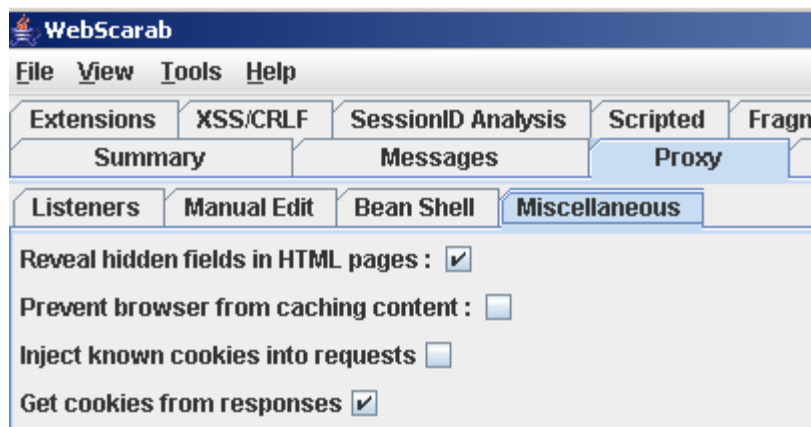 WebScarab
File View Tools Help
Extensions XSS/CRLF SessionID Analysis Scripted Fragn
Summary Messages Proxy
Listeners Manual Edit Bean Shell Miscellaneous
Reveal hidden fields in HTML pages :
Prevent browser from caching content :
Inject known cookies into requests
Get cookies from responses